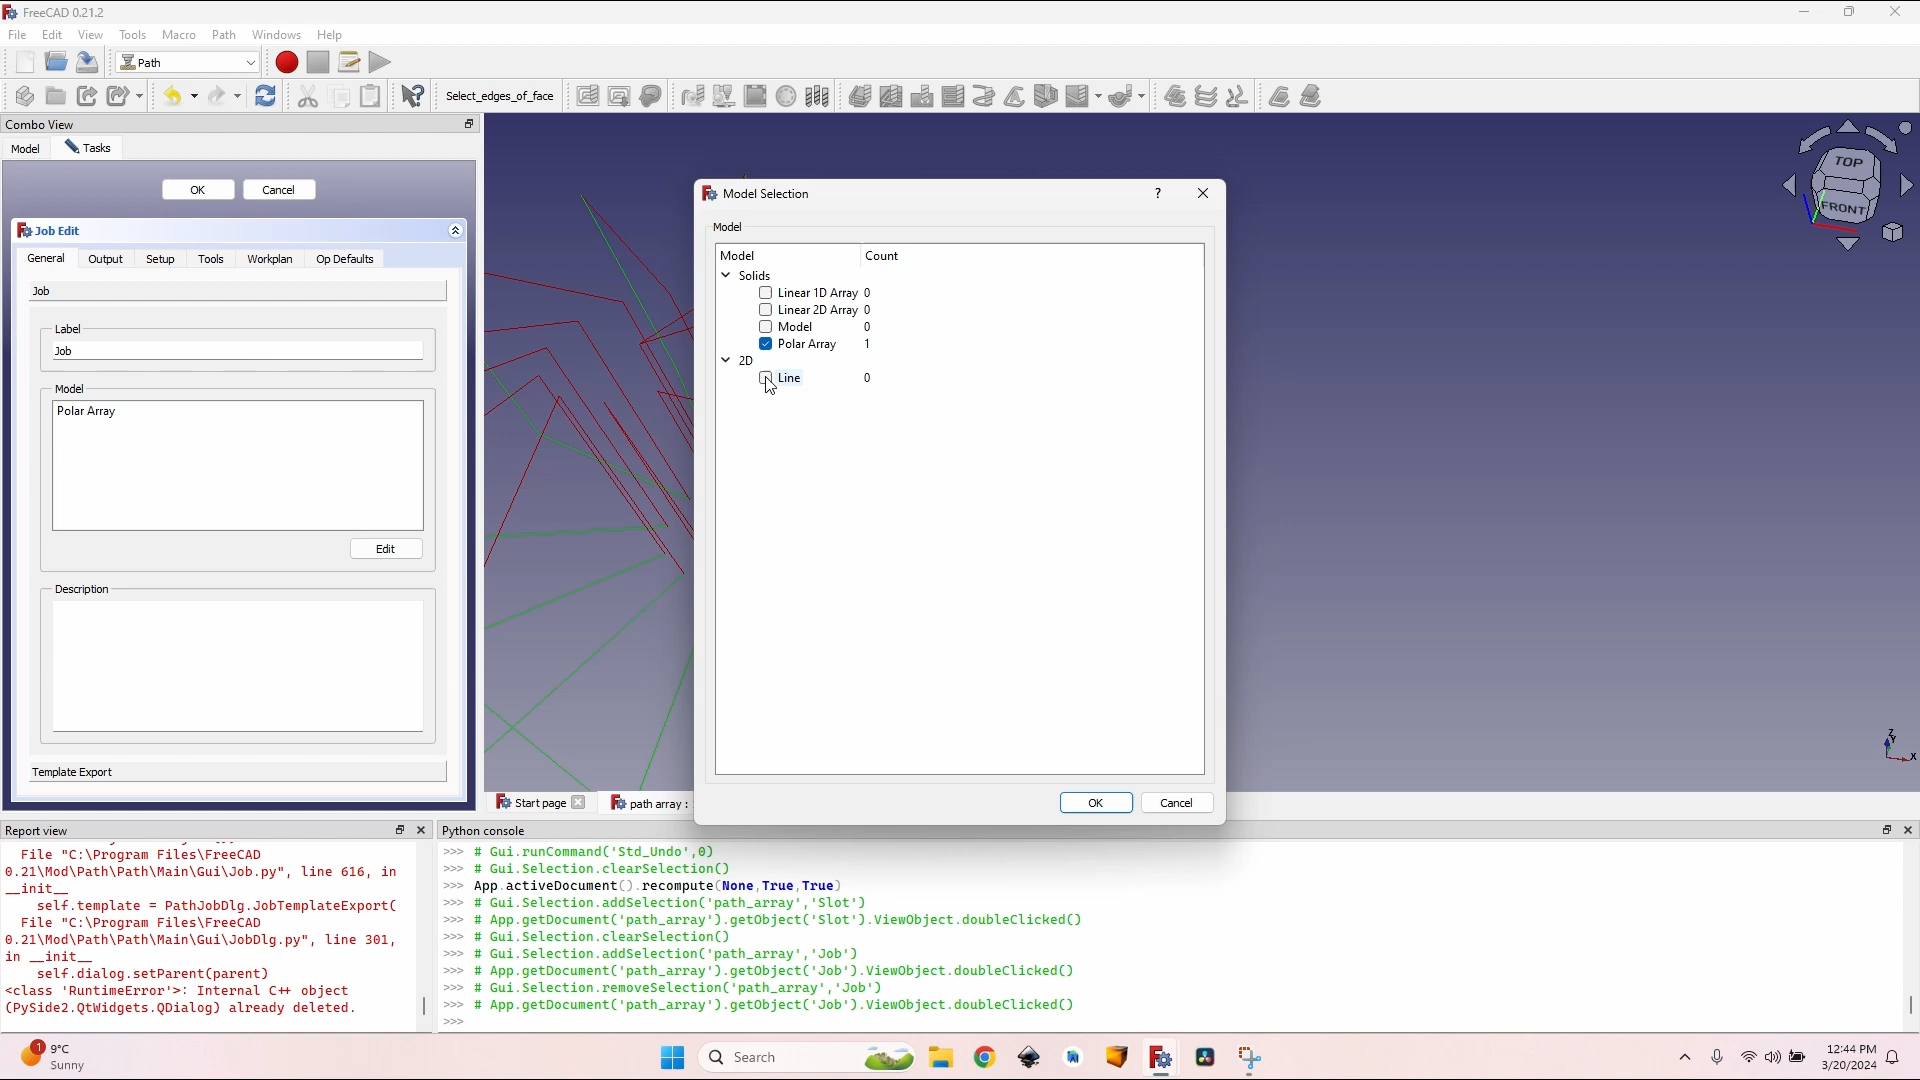 FreeCAD 0.21.2
File Edit View Tools Macro Path Windows Help
Path
Select_edges_of_face
Combo View
Model Tasks
OK Cancel
Job Edit
General Output Setup Tools Workplan Op Defaults
Job
Label
Job
Model
Polar Array
Edit
Description
Template Export
Model Selection
?
Model
Model Count
Solids
Linear 1D Array 0
Linear 2D Array 0
Model 0
Polar Array 1
2D
Line 0
OK Cancel
TOP
FRONT
Z
Y
X
Start page
path array :
Report view
File "C:\Program Files\FreeCAD
0.21\Mod\Path\Path\Main\Gui\Job.py", line 616, in
__init__
self.template = PathJobDlg.JobTemplateExport(
File "C:\Program Files\FreeCAD
0.21\Mod\Path\Path\Main\Gui\JobDlg.py", line 301,
in __init__
self.dialog.setParent(parent)
<class 'RuntimeError'>: Internal C++ object
(PySide2.QtWidgets.QDialog) already deleted.
Python console
>>> # Gui.runCommand('Std_Undo',0)
>>> # Gui.Selection.clearSelection()
>>> App.activeDocument().recompute(None,True,True)
>>> # Gui.Selection.addSelection('path_array','Slot')
>>> # App.getDocument('path_array').getObject('Slot').ViewObject.doubleClicked()
>>> # Gui.Selection.clearSelection()
>>> # Gui.Selection.addSelection('path_array','Job')
>>> # App.getDocument('path_array').getObject('Job').ViewObject.doubleClicked()
>>> # Gui.Selection.removeSelection('path_array','Job')
>>> # App.getDocument('path_array').getObject('Job').ViewObject.doubleClicked()
>>>
1
9°C
Sunny
Search
12:44 PM
3/20/2024